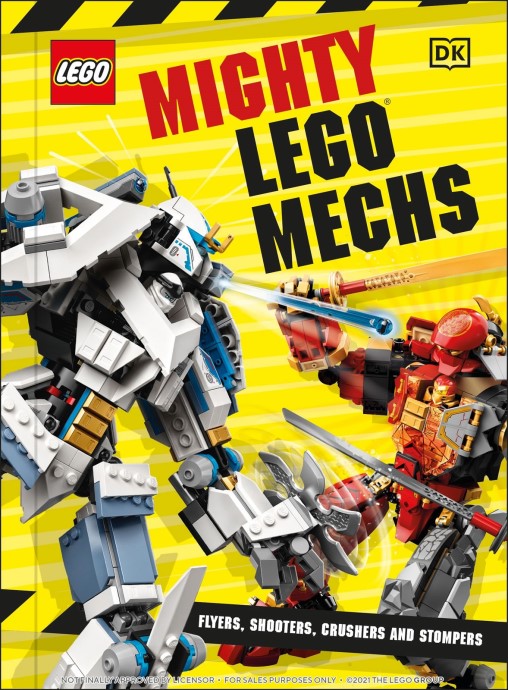 LEGO
DK
MIGHTY
LEGO®
MECHS
FLYERS, SHOOTERS, CRUSHERS AND STOMPERS
NOT FINALLY APPROVED BY LICENSOR • FOR SALES PURPOSES ONLY • ©2021 THE LEGO GROUP